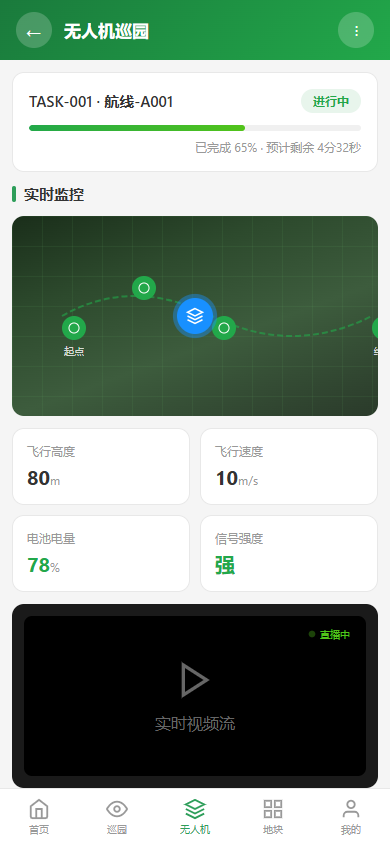 无人机巡园
TASK-001 · 航线-A001
进行中
已完成 65% · 预计剩余 4分32秒
实时监控
起点
飞行高度
80m
飞行速度
10m/s
电池电量
78%
信号强度
强
直播中
实时视频流
首页
巡园
无人机
地块
我的